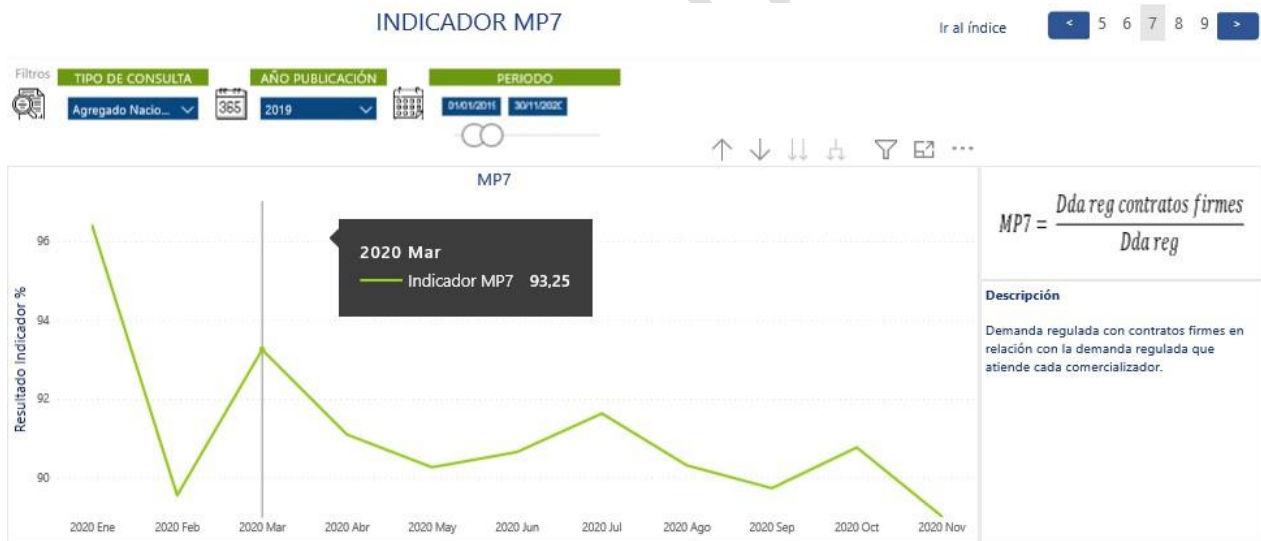 INDICADOR MP7
Ir al índice
< 5 6 7 8 9 >
Filtros
TIPO DE CONSULTA
AÑO PUBLICACIÓN
PERIODO
Agregado Nacio...
365
2019
30/11/202
MP7
96
94
92
90
Resultado Indicador %
2020 Mar
Indicador MP7 93,25
2020 Ene 2020 Feb 2020 Mar 2020 Abr 2020 May 2020 Jun 2020 Jul 2020 Ago 2020 Sep 2020 Oct 2020 Nov
MP7 = Dda reg contratos firmes
Dda reg
Descripción
Demanda regulada con contratos firmes en
relación con la demanda regulada que
atiende cada comercializador.